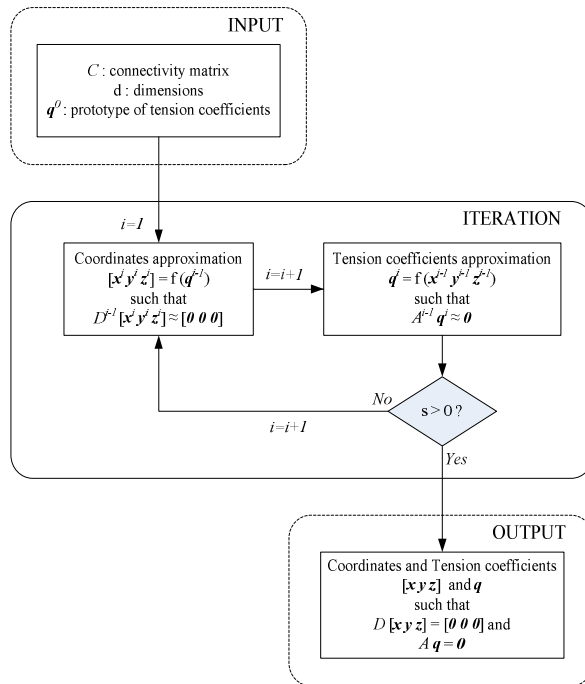 INPUT
C : connectivity matrix
d : dimensions
q⁰ : prototype of tension coefficients
i=1
ITERATION
Coordinates approximation
[xⁱ yⁱ zⁱ] = f (qⁱ⁻¹)
such that
Dⁱ⁻¹ [xⁱ yⁱ zⁱ] ≈ [0 0 0]
i=i+1
Tension coefficients approximation
qⁱ = f (xⁱ⁻¹ yⁱ⁻¹ zⁱ⁻¹)
such that
Aⁱ⁻¹ qⁱ ≈ 0
No
s > 0 ?
i=i+1
Yes
OUTPUT
Coordinates and Tension coefficients
[x y z] and q
such that
D [x y z] = [0 0 0] and
A q = 0